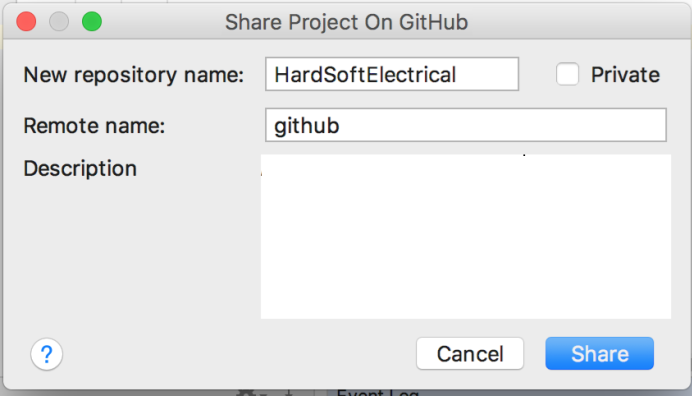 Share Project On GitHub
New repository name: HardSoftElectrical Private
Remote name: github
Description
?
Cancel Share
Event Log